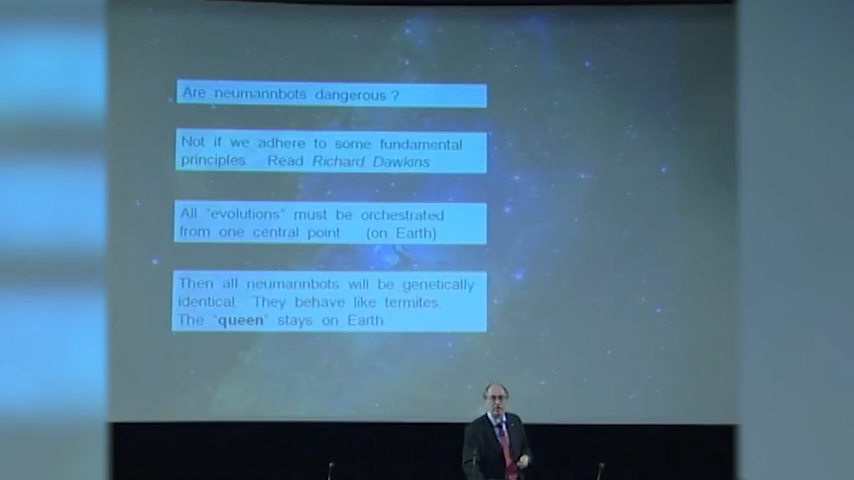 Are neumannbots dangerous ?
Not if we adhere to some fundamental
principles. Read Richard Dawkins
All "evolutions" must be orchestrated
from one central point (on Earth)
Then all neumannbots will be genetically
identical. They behave like termites.
The "queen" stays on Earth.